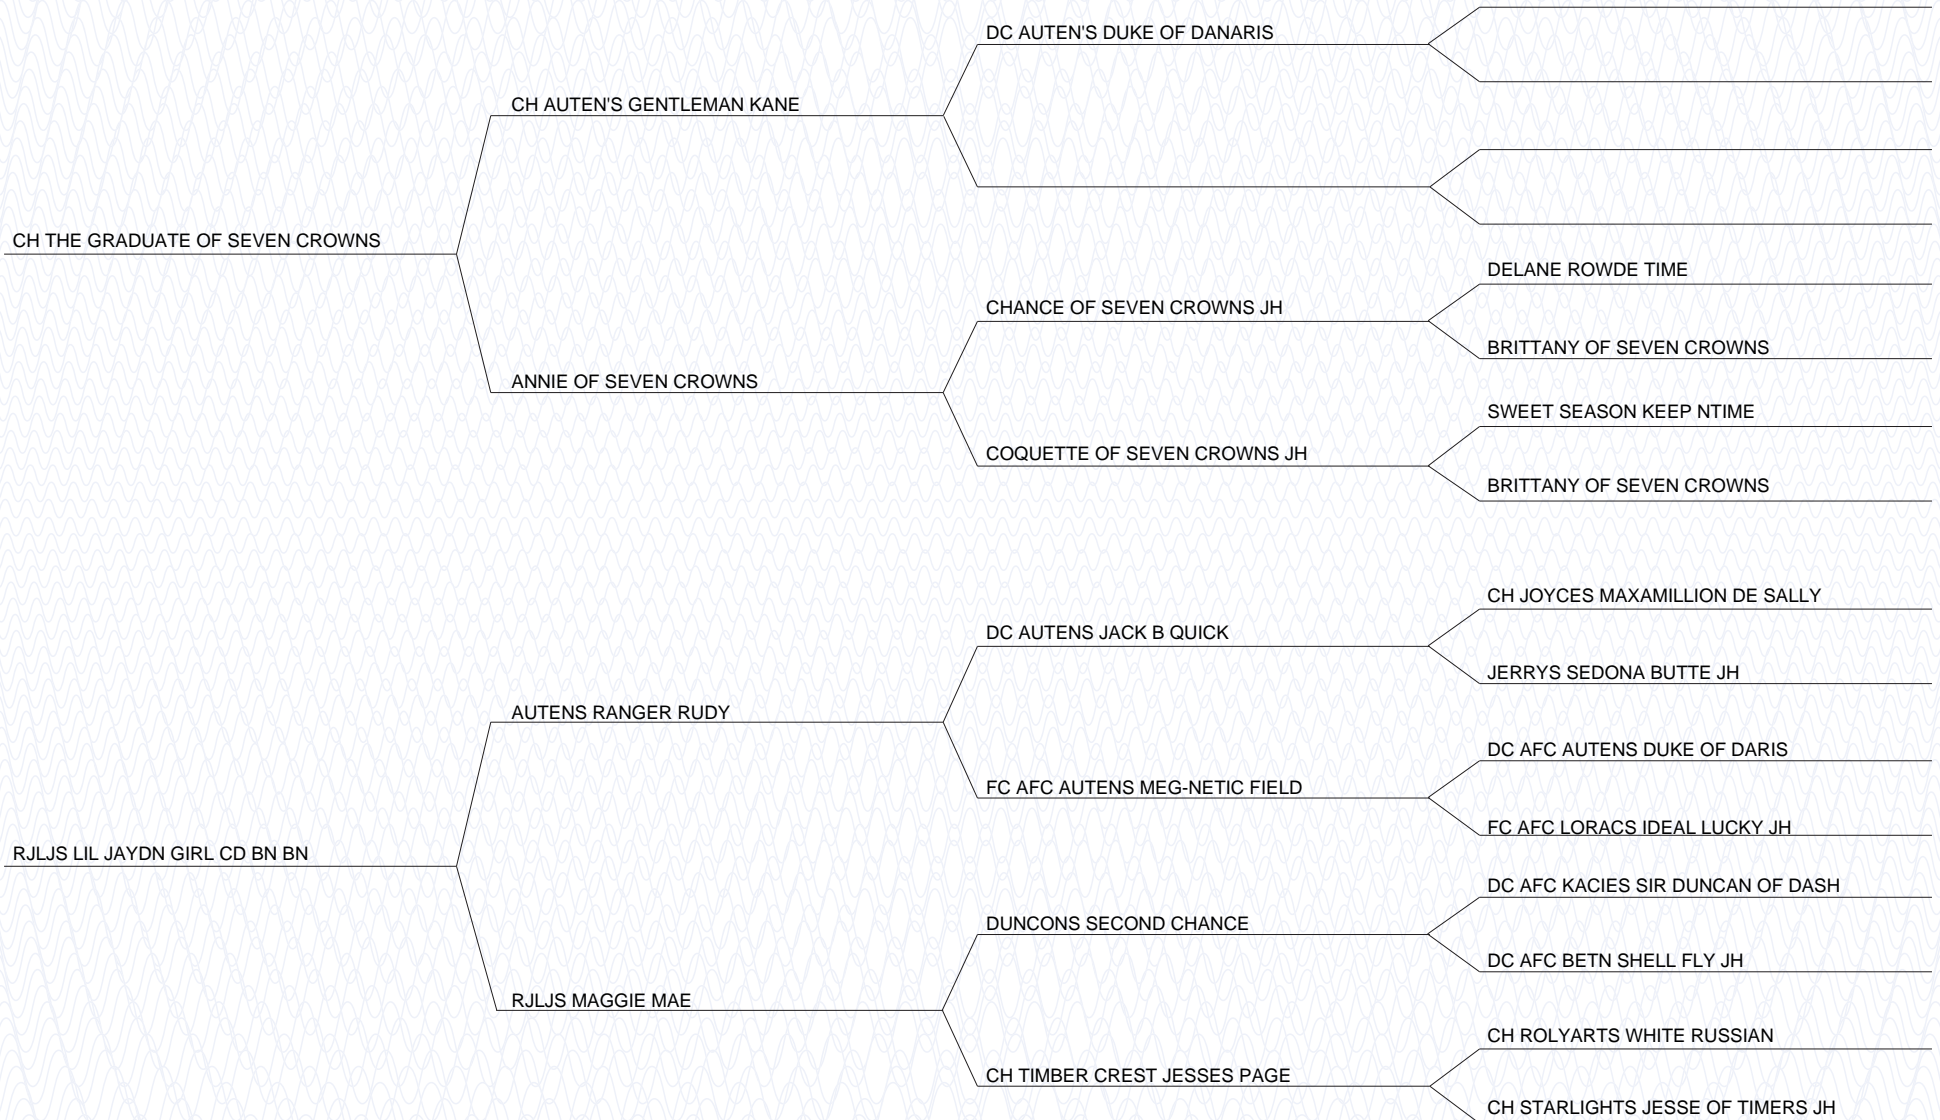 DC AUTEN'S DUKE OF DANARIS
CH AUTEN'S GENTLEMAN KANE
CH THE GRADUATE OF SEVEN CROWNS
DELANE ROWDE TIME
CHANCE OF SEVEN CROWNS JH
BRITTANY OF SEVEN CROWNS
ANNIE OF SEVEN CROWNS
SWEET SEASON KEEP NTIME
COQUETTE OF SEVEN CROWNS JH
BRITTANY OF SEVEN CROWNS
CH JOYCES MAXAMILLION DE SALLY
DC AUTENS JACK B QUICK
JERRYS SEDONA BUTTE JH
AUTENS RANGER RUDY
DC AFC AUTENS DUKE OF DARIS
FC AFC AUTENS MEG-NETIC FIELD
FC AFC LORACS IDEAL LUCKY JH
RJLJS LIL JAYDN GIRL CD BN BN
DC AFC KACIES SIR DUNCAN OF DASH
DUNCONS SECOND CHANCE
DC AFC BETN SHELL FLY JH
RJLJS MAGGIE MAE
CH ROLYARTS WHITE RUSSIAN
CH TIMBER CREST JESSES PAGE
CH STARLIGHTS JESSE OF TIMERS JH